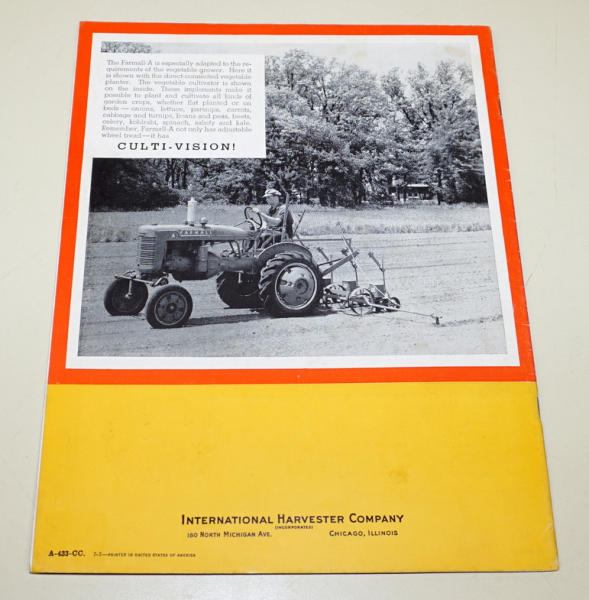 The Farmall-A is especially adapted to the re-
quirements of the vegetable grower. Here it
is shown with the direct-connected vegetable
planter. The vegetable cultivator is shown
on the inside. These implements make it
possible to plant and cultivate all kinds of
garden crops, whether flat planted or on
beds — onions, lettuce, parsnips, carrots,
cabbage and turnips, beans and peas, beets,
celery, kohlrabi, spinach, salsify and kale.
Remember, Farmall-A not only has adjustable
wheel tread—it has
CULTI-VISION!
FARMALL
INTERNATIONAL HARVESTER COMPANY
(INCORPORATED)
180 NORTH MICHIGAN AVE. CHICAGO, ILLINOIS
A-433-CC. PRINTED IN UNITED STATES OF AMERICA